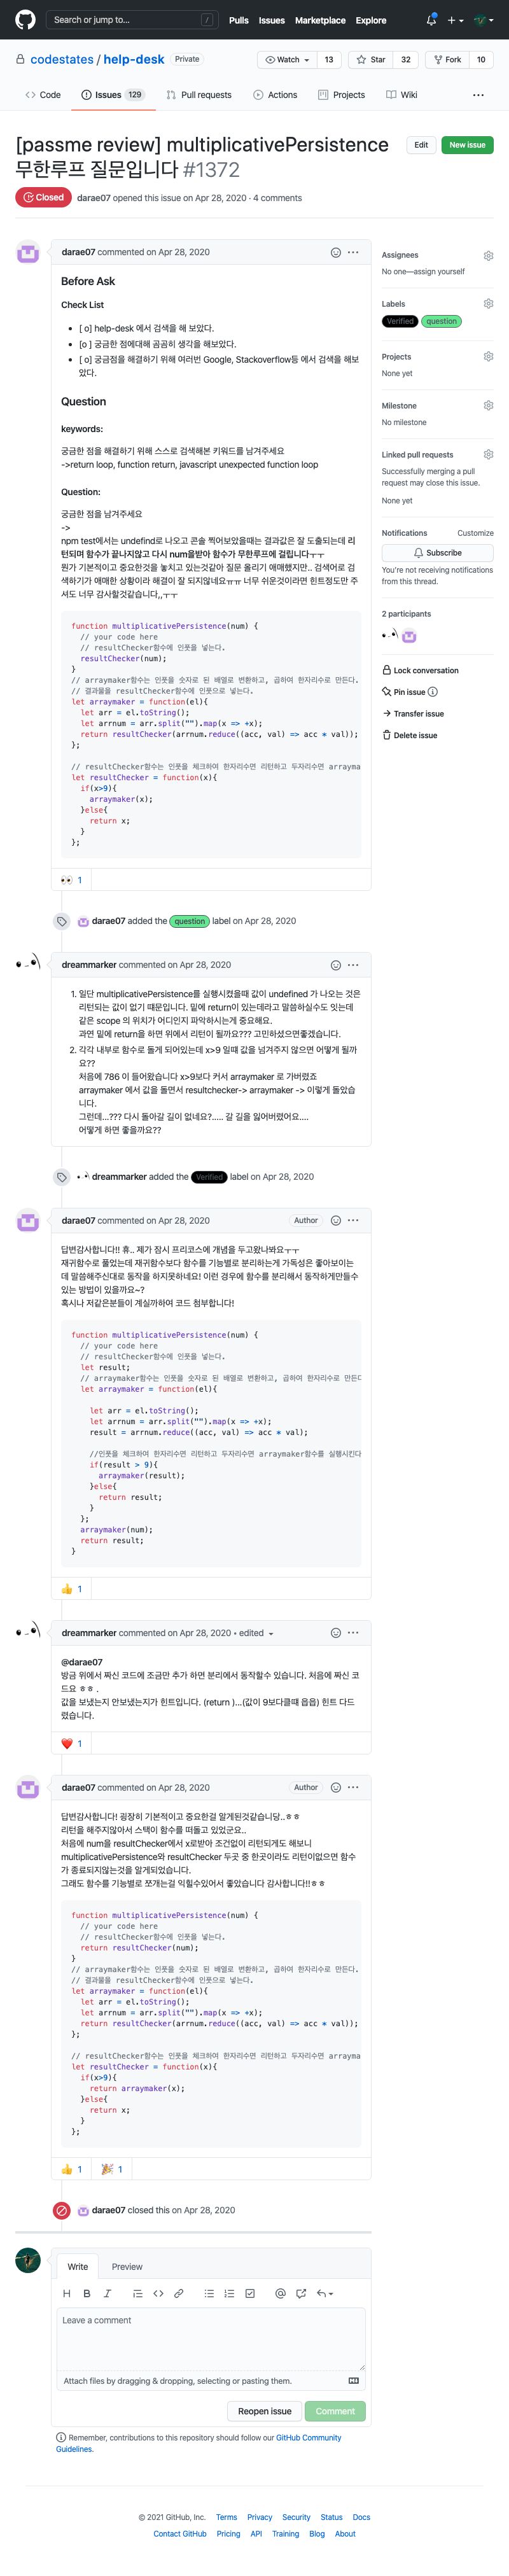 Search or jump to... /
Pulls Issues Marketplace Explore
codestates / help-desk Private
Watch 13 Star 32 Fork 10
Code Issues 129 Pull requests Actions Projects Wiki
[passme review] multiplicativePersistence
무한루프 질문입니다 #1372
Edit New issue
Closed darae07 opened this issue on Apr 28, 2020 · 4 comments
darae07 commented on Apr 28, 2020
Before Ask
Check List
[ o] help-desk 에서 검색을 해 보았다.
[o ] 궁금한 점에대해 곰곰히 생각을 해보았다.
[ o] 궁금점을 해결하기 위해 여러번 Google, Stackoverflow등 에서 검색을 해보
았다.
Question
keywords:
궁금한 점을 해결하기 위해 스스로 검색해본 키워드를 남겨주세요
->return loop, function return, javascript unexpected function loop
Question:
궁금한 점을 남겨주세요
->
npm test에서는 undefind로 나오고 콘솔 찍어보았을때는 결과값은 잘 도출되는데 리
턴되며 함수가 끝나지않고 다시 num을받아 함수가 무한루프에 걸립니다ㅜㅜ
뭔가 기본적이고 중요한것을 놓치고 있는것같아 질문 올리기 애매했지만.. 검색어로 검
색하기가 애매한 상황이라 해결이 잘 되지않네요ㅠㅠ 너무 쉬운것이라면 힌트정도만 주
셔도 너무 감사할것같습니다,,ㅜㅜ
function multiplicativePersistence(num) {
// your code here
// resultChecker함수에 인풋을 넣는다.
resultChecker(num);
}
// arraymaker함수는 인풋을 숫자로 된 배열로 변환하고, 곱하여 한자리수로 만든다.
// 결과물을 resultChecker함수에 인풋으로 넣는다.
let arraymaker = function(el){
let arr = el.toString();
let arrnum = arr.split("").map(x => +x);
return resultChecker(arrnum.reduce((acc, val) => acc * val));
};
// resultChecker함수는 인풋을 체크하여 한자리수면 리턴하고 두자리수면 arrayma
let resultChecker = function(x){
if(x>9){
arraymaker(x);
}else{
return x;
}
};
1
darae07 added the question label on Apr 28, 2020
dreammarker commented on Apr 28, 2020
1. 일단 multiplicativePersistence를 실행시켰을때 값이 undefined 가 나오는 것은
리턴되는 값이 없기 때문입니다. 밑에 return이 있는데라고 말씀하실수도 잇는데
같은 scope 의 위치가 어디인지 파악하시는게 중요해요.
과연 밑에 return을 하면 위에서 리턴이 될까요??? 고민하셨으면좋겠습니다.
2. 각각 내부로 함수로 돌게 되어있는데 x>9 일때 값을 넘겨주지 않으면 어떻게 될까
요??
처음에 786 이 들어왔습니다 x>9보다 커서 arraymaker 로 가버렸죠
arraymaker 에서 값을 돌면서 resultchecker-> arraymaker -> 이렇게 돌았습
니다.
그런데...??? 다시 돌아갈 길이 없네요?..... 갈 길을 잃어버렸어요....
어떻게 하면 좋을까요??
dreammarker added the Verified label on Apr 28, 2020
darae07 commented on Apr 28, 2020 Author
답변감사합니다!! 휴.. 제가 잠시 프리코스에 개념을 두고왔나봐요ㅜㅜ
재귀함수로 풀었는데 재귀함수보다 함수를 기능별로 분리하는게 가독성은 좋아보이는
데 말씀해주신대로 동작을 하지못하네요! 이런 경우에 함수를 분리해서 동작하게만들수
있는 방법이 있을까요~?
혹시나 저같은분들이 계실까하여 코드 첨부합니다!
function multiplicativePersistence(num) {
// your code here
// resultChecker함수에 인풋을 넣는다.
let result;
// arraymaker함수는 인풋을 숫자로 된 배열로 변환하고, 곱하여 한자리수로 만든다
let arraymaker = function(el){
let arr = el.toString();
let arrnum = arr.split("").map(x => +x);
result = arrnum.reduce((acc, val) => acc * val);
//인풋을 체크하여 한자리수면 리턴하고 두자리수면 arraymaker함수를 실행시킨다
if(result > 9){
arraymaker(result);
}else{
return result;
}
};
arraymaker(num);
return result;
}
1
dreammarker commented on Apr 28, 2020 • edited
@darae07
방금 위에서 짜신 코드에 조금만 추가 하면 분리에서 동작할수 있습니다. 처음에 짜신 코
드요 ㅎㅎ .
값을 보냈는지 안보냈는지가 힌트입니다. (return )...(값이 9보다클떄 읍읍) 힌트 다드
렸습니다.
1
darae07 commented on Apr 28, 2020 Author
답변감사합니다! 굉장히 기본적이고 중요한걸 알게된것같습니당..ㅎㅎ
리턴을 해주지않아서 스택이 함수를 떠돌고 있었군요..
처음에 num을 resultChecker에서 x로받아 조건없이 리턴되게도 해보니
multiplicativePersistence와 resultChecker 두곳 중 한곳이라도 리턴이없으면 함수
가 종료되지않는것을 알게되었습니다.
그래도 함수를 기능별로 쪼개는걸 익힐수있어서 좋았습니다 감사합니다!!ㅎㅎ
function multiplicativePersistence(num) {
// your code here
// resultChecker함수에 인풋을 넣는다.
return resultChecker(num);
}
// arraymaker함수는 인풋을 숫자로 된 배열로 변환하고, 곱하여 한자리수로 만든다.
// 결과물을 resultChecker함수에 인풋으로 넣는다.
let arraymaker = function(el){
let arr = el.toString();
let arrnum = arr.split("").map(x => +x);
return resultChecker(arrnum.reduce((acc, val) => acc * val));
};
// resultChecker함수는 인풋을 체크하여 한자리수면 리턴하고 두자리수면 arrayma
let resultChecker = function(x){
if(x>9){
return arraymaker(x);
}else{
return x;
}
};
1 1
darae07 closed this on Apr 28, 2020
Write Preview
Leave a comment
Attach files by dragging & dropping, selecting or pasting them.
Reopen issue Comment
Remember, contributions to this repository should follow our GitHub Community
Guidelines.
Assignees
No one—assign yourself
Labels
Verified question
Projects
None yet
Milestone
No milestone
Linked pull requests
Successfully merging a pull
request may close this issue.
None yet
Notifications Customize
Subscribe
You're not receiving notifications
from this thread.
2 participants
Lock conversation
Pin issue
Transfer issue
Delete issue
© 2021 GitHub, Inc. Terms Privacy Security Status Docs
Contact GitHub Pricing API Training Blog About